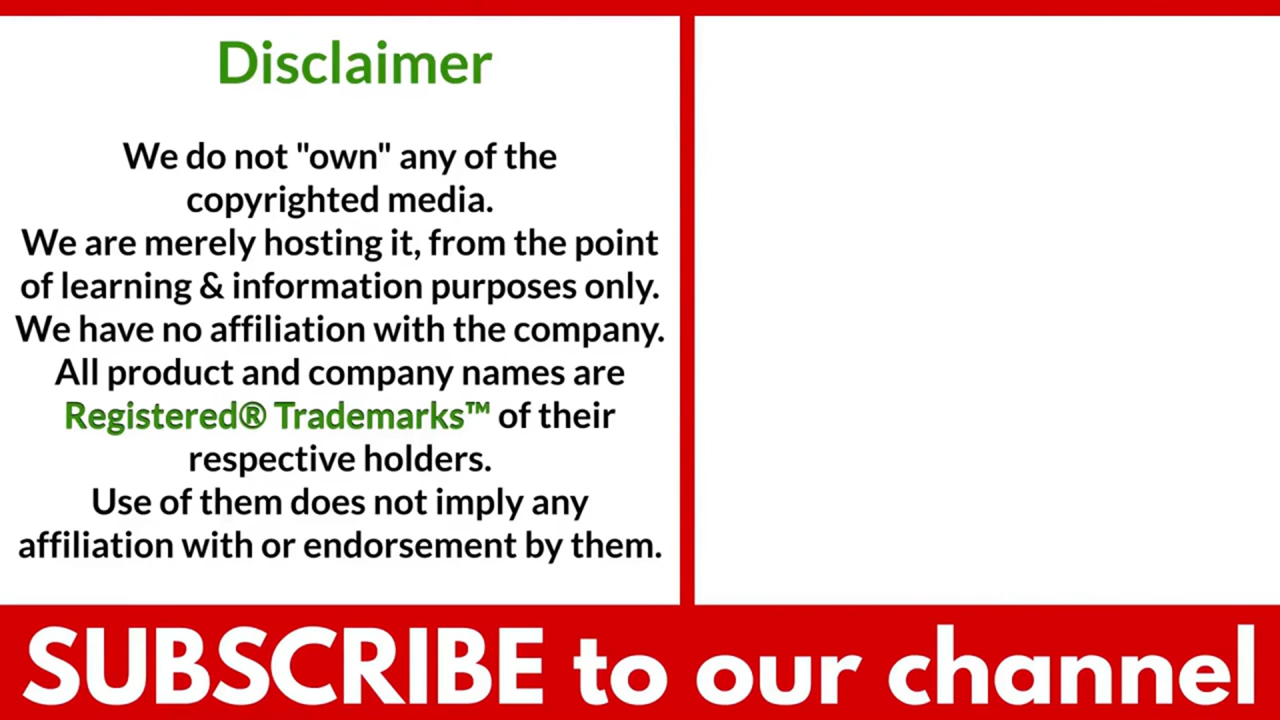 Disclaimer
We do not "own" any of the
copyrighted media.
We are merely hosting it, from the point
of learning & information purposes only.
We have no affiliation with the company.
All product and company names are
Registered® Trademarks™ of their
respective holders.
Use of them does not imply any
affiliation with or endorsement by them.
SUBSCRIBE to our channel